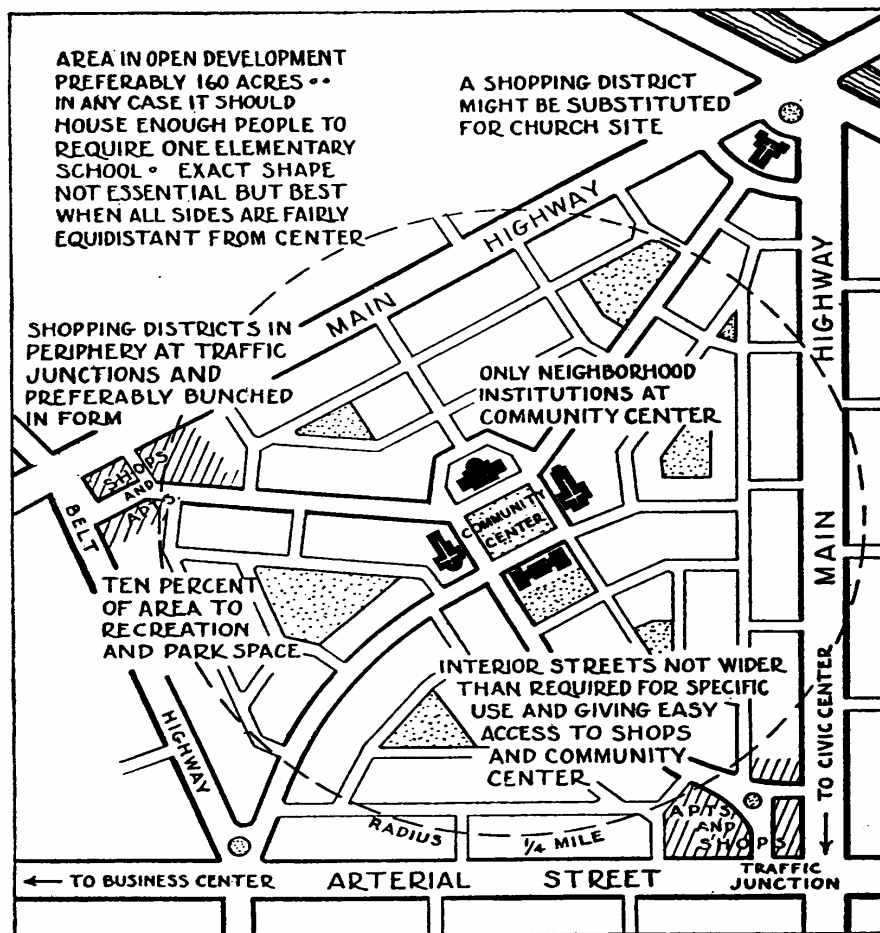 AREA IN OPEN DEVELOPMENT
PREFERABLY 160 ACRES ••
IN ANY CASE IT SHOULD
HOUSE ENOUGH PEOPLE TO
REQUIRE ONE ELEMENTARY
SCHOOL • EXACT SHAPE
NOT ESSENTIAL BUT BEST
WHEN ALL SIDES ARE FAIRLY
EQUIDISTANT FROM CENTER
A SHOPPING DISTRICT
MIGHT BE SUBSTITUTED
FOR CHURCH SITE
MAIN HIGHWAY
SHOPPING DISTRICTS IN
PERIPHERY AT TRAFFIC
JUNCTIONS AND
PREFERABLY BUNCHED
IN FORM
ONLY NEIGHBORHOOD
INSTITUTIONS AT
COMMUNITY CENTER
MAIN HIGHWAY
SHOPS
AND
APTS.
BELT HIGHWAY
COMMUNITY
CENTER
TEN PERCENT
OF AREA TO
RECREATION
AND PARK SPACE
INTERIOR STREETS NOT WIDER
THAN REQUIRED FOR SPECIFIC
USE AND GIVING EASY
ACCESS TO SHOPS
AND COMMUNITY
CENTER
TO CIVIC CENTER
APTS
AND
SHOPS
RADIUS 1/4 MILE
TRAFFIC
JUNCTION
← TO BUSINESS CENTER
ARTERIAL STREET